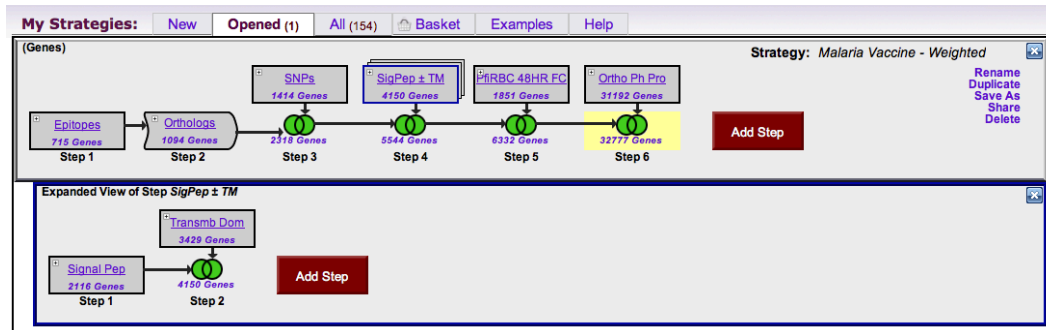 My Strategies: New Opened (1) All (154) Basket Examples Help
(Genes)
Strategy: Malaria Vaccine - Weighted
Rename
Duplicate
Save As
Share
Delete
SNPs
1414 Genes
SigPep ± TM
4150 Genes
PfiRBC 48HR FC
1851 Genes
Ortho Ph Pro
31192 Genes
Epitopes
715 Genes
Step 1
Orthologs
1094 Genes
Step 2
2318 Genes
Step 3
5544 Genes
Step 4
6332 Genes
Step 5
32777 Genes
Step 6
Add Step
Expanded View of Step SigPep ± TM
Transmb Dom
3429 Genes
Signal Pep
2116 Genes
Step 1
4150 Genes
Step 2
Add Step